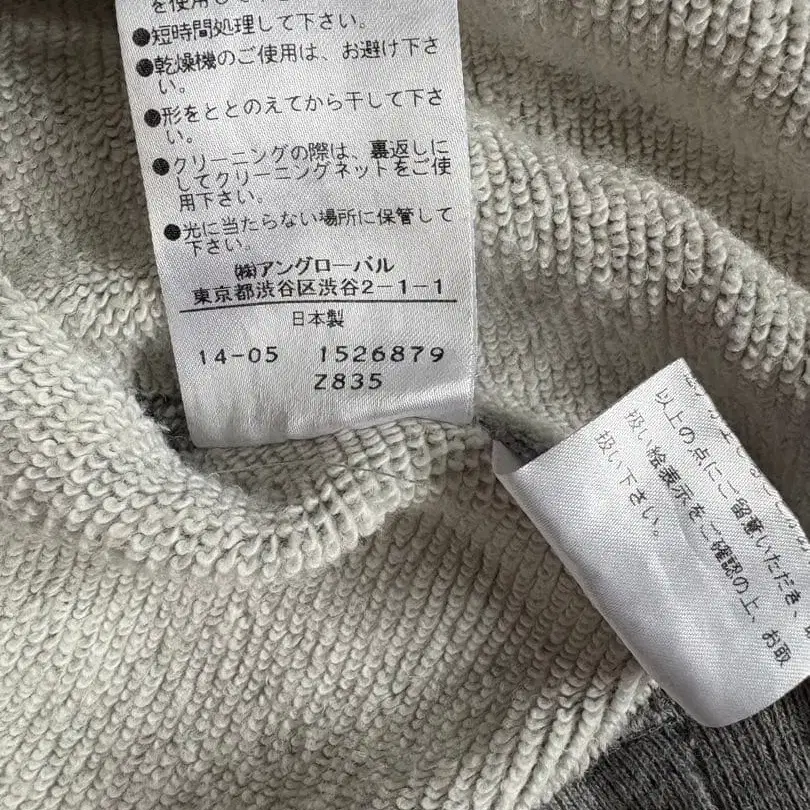 を使用して
●短時間処理して下さい。
●乾燥機のご使用は、お避け下さ
い。
●形をととのえてから干して下さ
い。
●クリーニングの際は、裏返しに
してクリーニングネットをご使
用下さい。
●光に当たらない場所に保管して
下さい。
㈱アングローバル
東京都渋谷区渋谷2-1-1
日本製
14-05 1526879
Z835
以上の点にご留意いただき、
扱い絵表示をご確認の上、お取
扱い下さい。